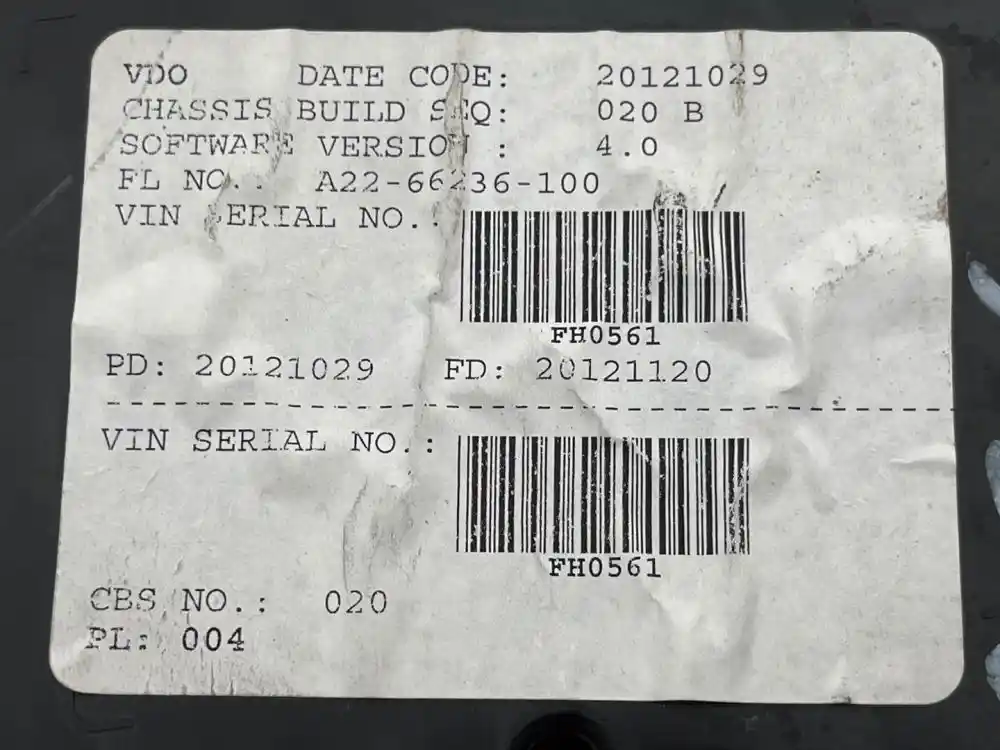 VDO DATE CODE: 20121029
CHASSIS BUILD SEQ: 020 B
SOFTWARE VERSION : 4.0
FL NO.: A22-66236-100
VIN SERIAL NO.:
FH0561
PD: 20121029 FD: 20121120
VIN SERIAL NO.:
FH0561
CBS NO.: 020
PL: 004